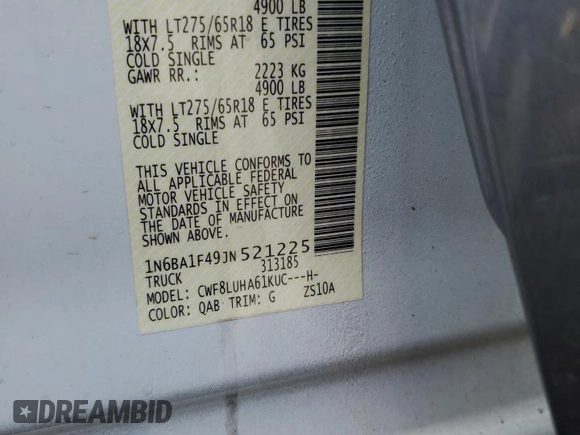 4900 LB
WITH LT275/65R18 E TIRES
18X7.5 RIMS AT 65 PSI
COLD SINGLE
GAWR RR.: 2223 KG
4900 LB
WITH LT275/65R18 E TIRES
18X7.5 RIMS AT 65 PSI
COLD SINGLE
THIS VEHICLE CONFORMS TO
ALL APPLICABLE FEDERAL
MOTOR VEHICLE SAFETY
STANDARDS IN EFFECT ON
THE DATE OF MANUFACTURE
SHOWN ABOVE.
1N6BA1F49JN521225
TRUCK 313185
MODEL: CWF8LUHA61KUC---H-
COLOR: QAB TRIM: G ZS10A
DREAMBID